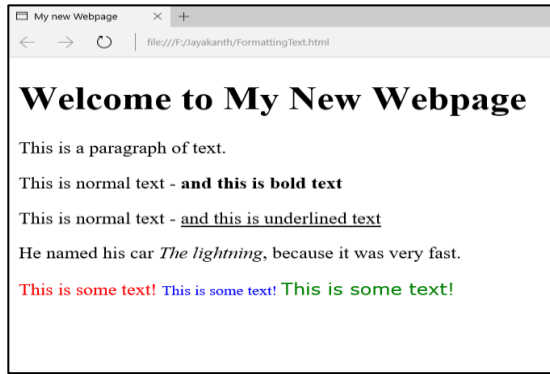 My new Webpage
file:///F:/Jayakanth/FormattingText.html
Welcome to My New Webpage
This is a paragraph of text.
This is normal text - and this is bold text
This is normal text - and this is underlined text
He named his car The lightning, because it was very fast.
This is some text! This is some text! This is some text!